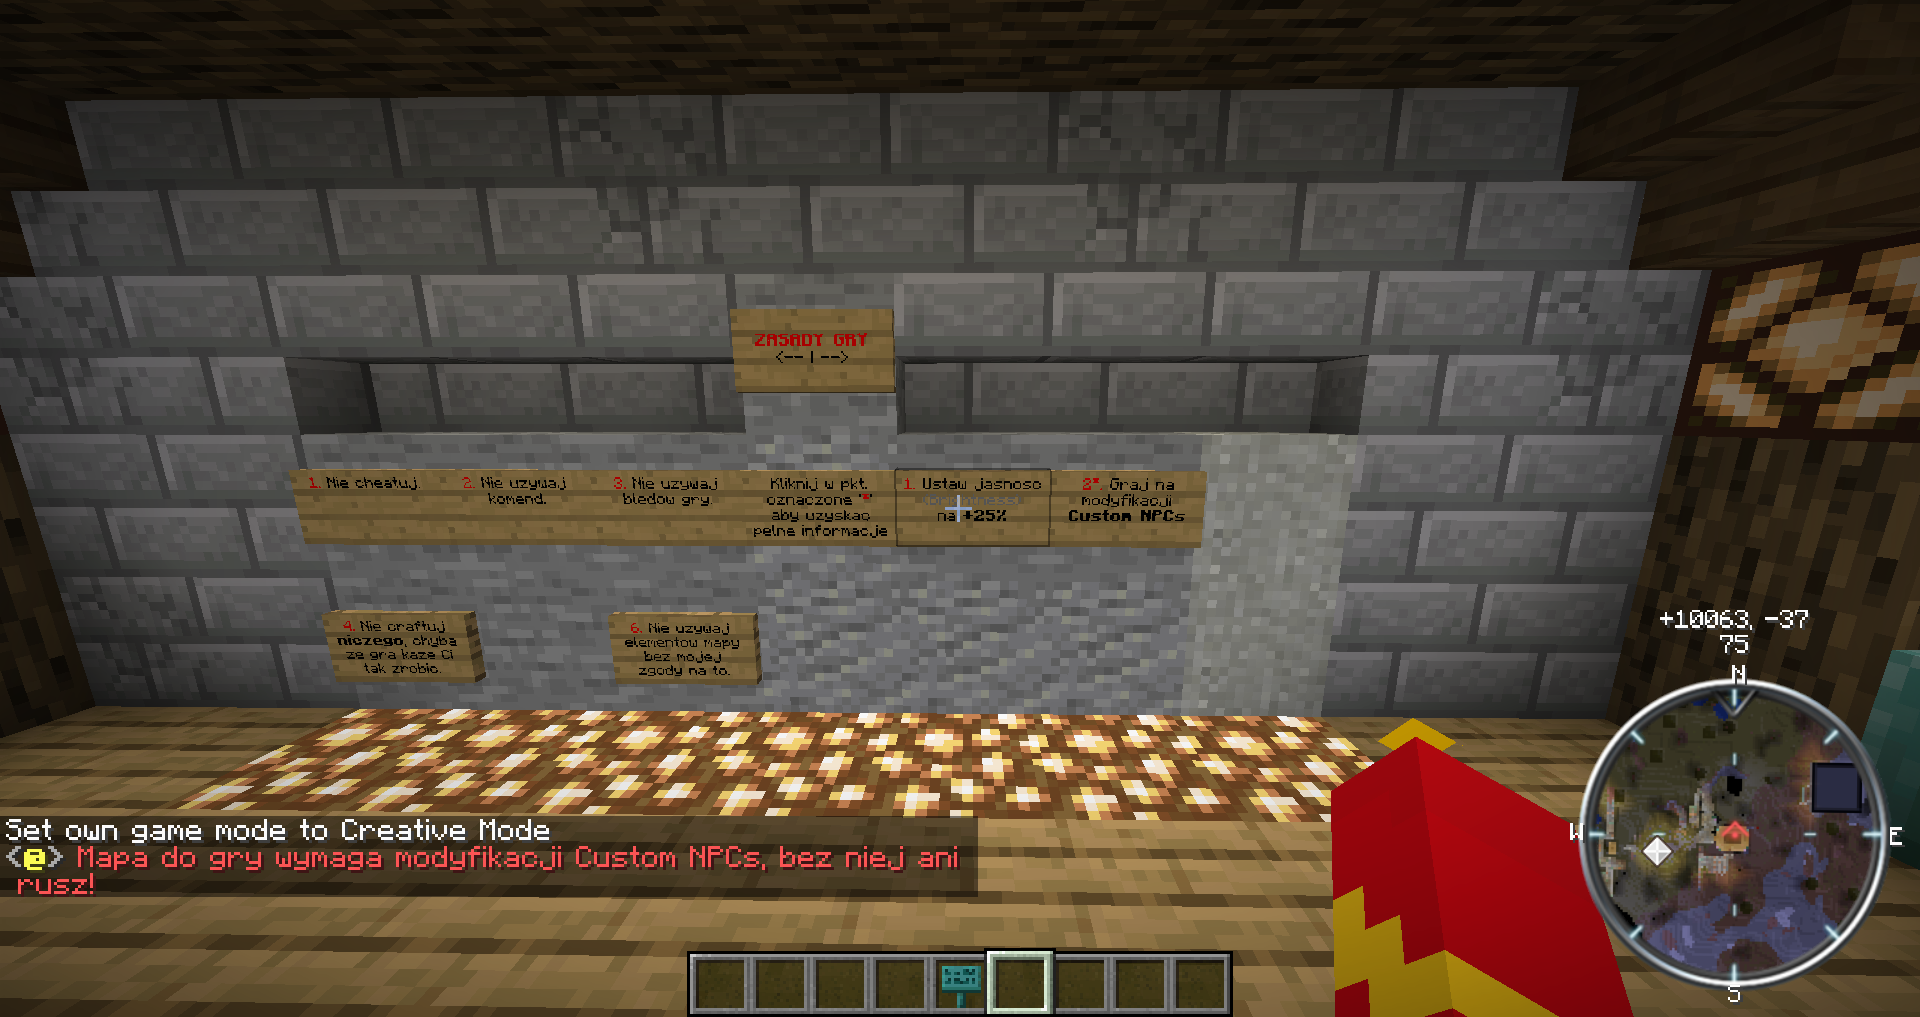 ZASADY GRY
<-- | -->
1. Nie cheatuj.
2. Nie uzywaj
komend.
3. Nie uzywaj
bledow gry.
Kliknij w pkt.
oznaczone "*"
aby uzyskac
pelne informacje
1. Ustaw jasnosc
na +25%
2*. Graj na
modyfikacji
Custom NPCs
4. Nie craftuj
niczego, chyba
ze gra kaze Ci
tak zrobic.
6. Nie uzywaj
elementow mapy
bez mojej
zgody na to.
+10063, -37
75
N
W
E
S
Set own game mode to Creative Mode
<2> Mapa do gry wymaga modyfikacji Custom NPCs, bez niej ani
rusz!